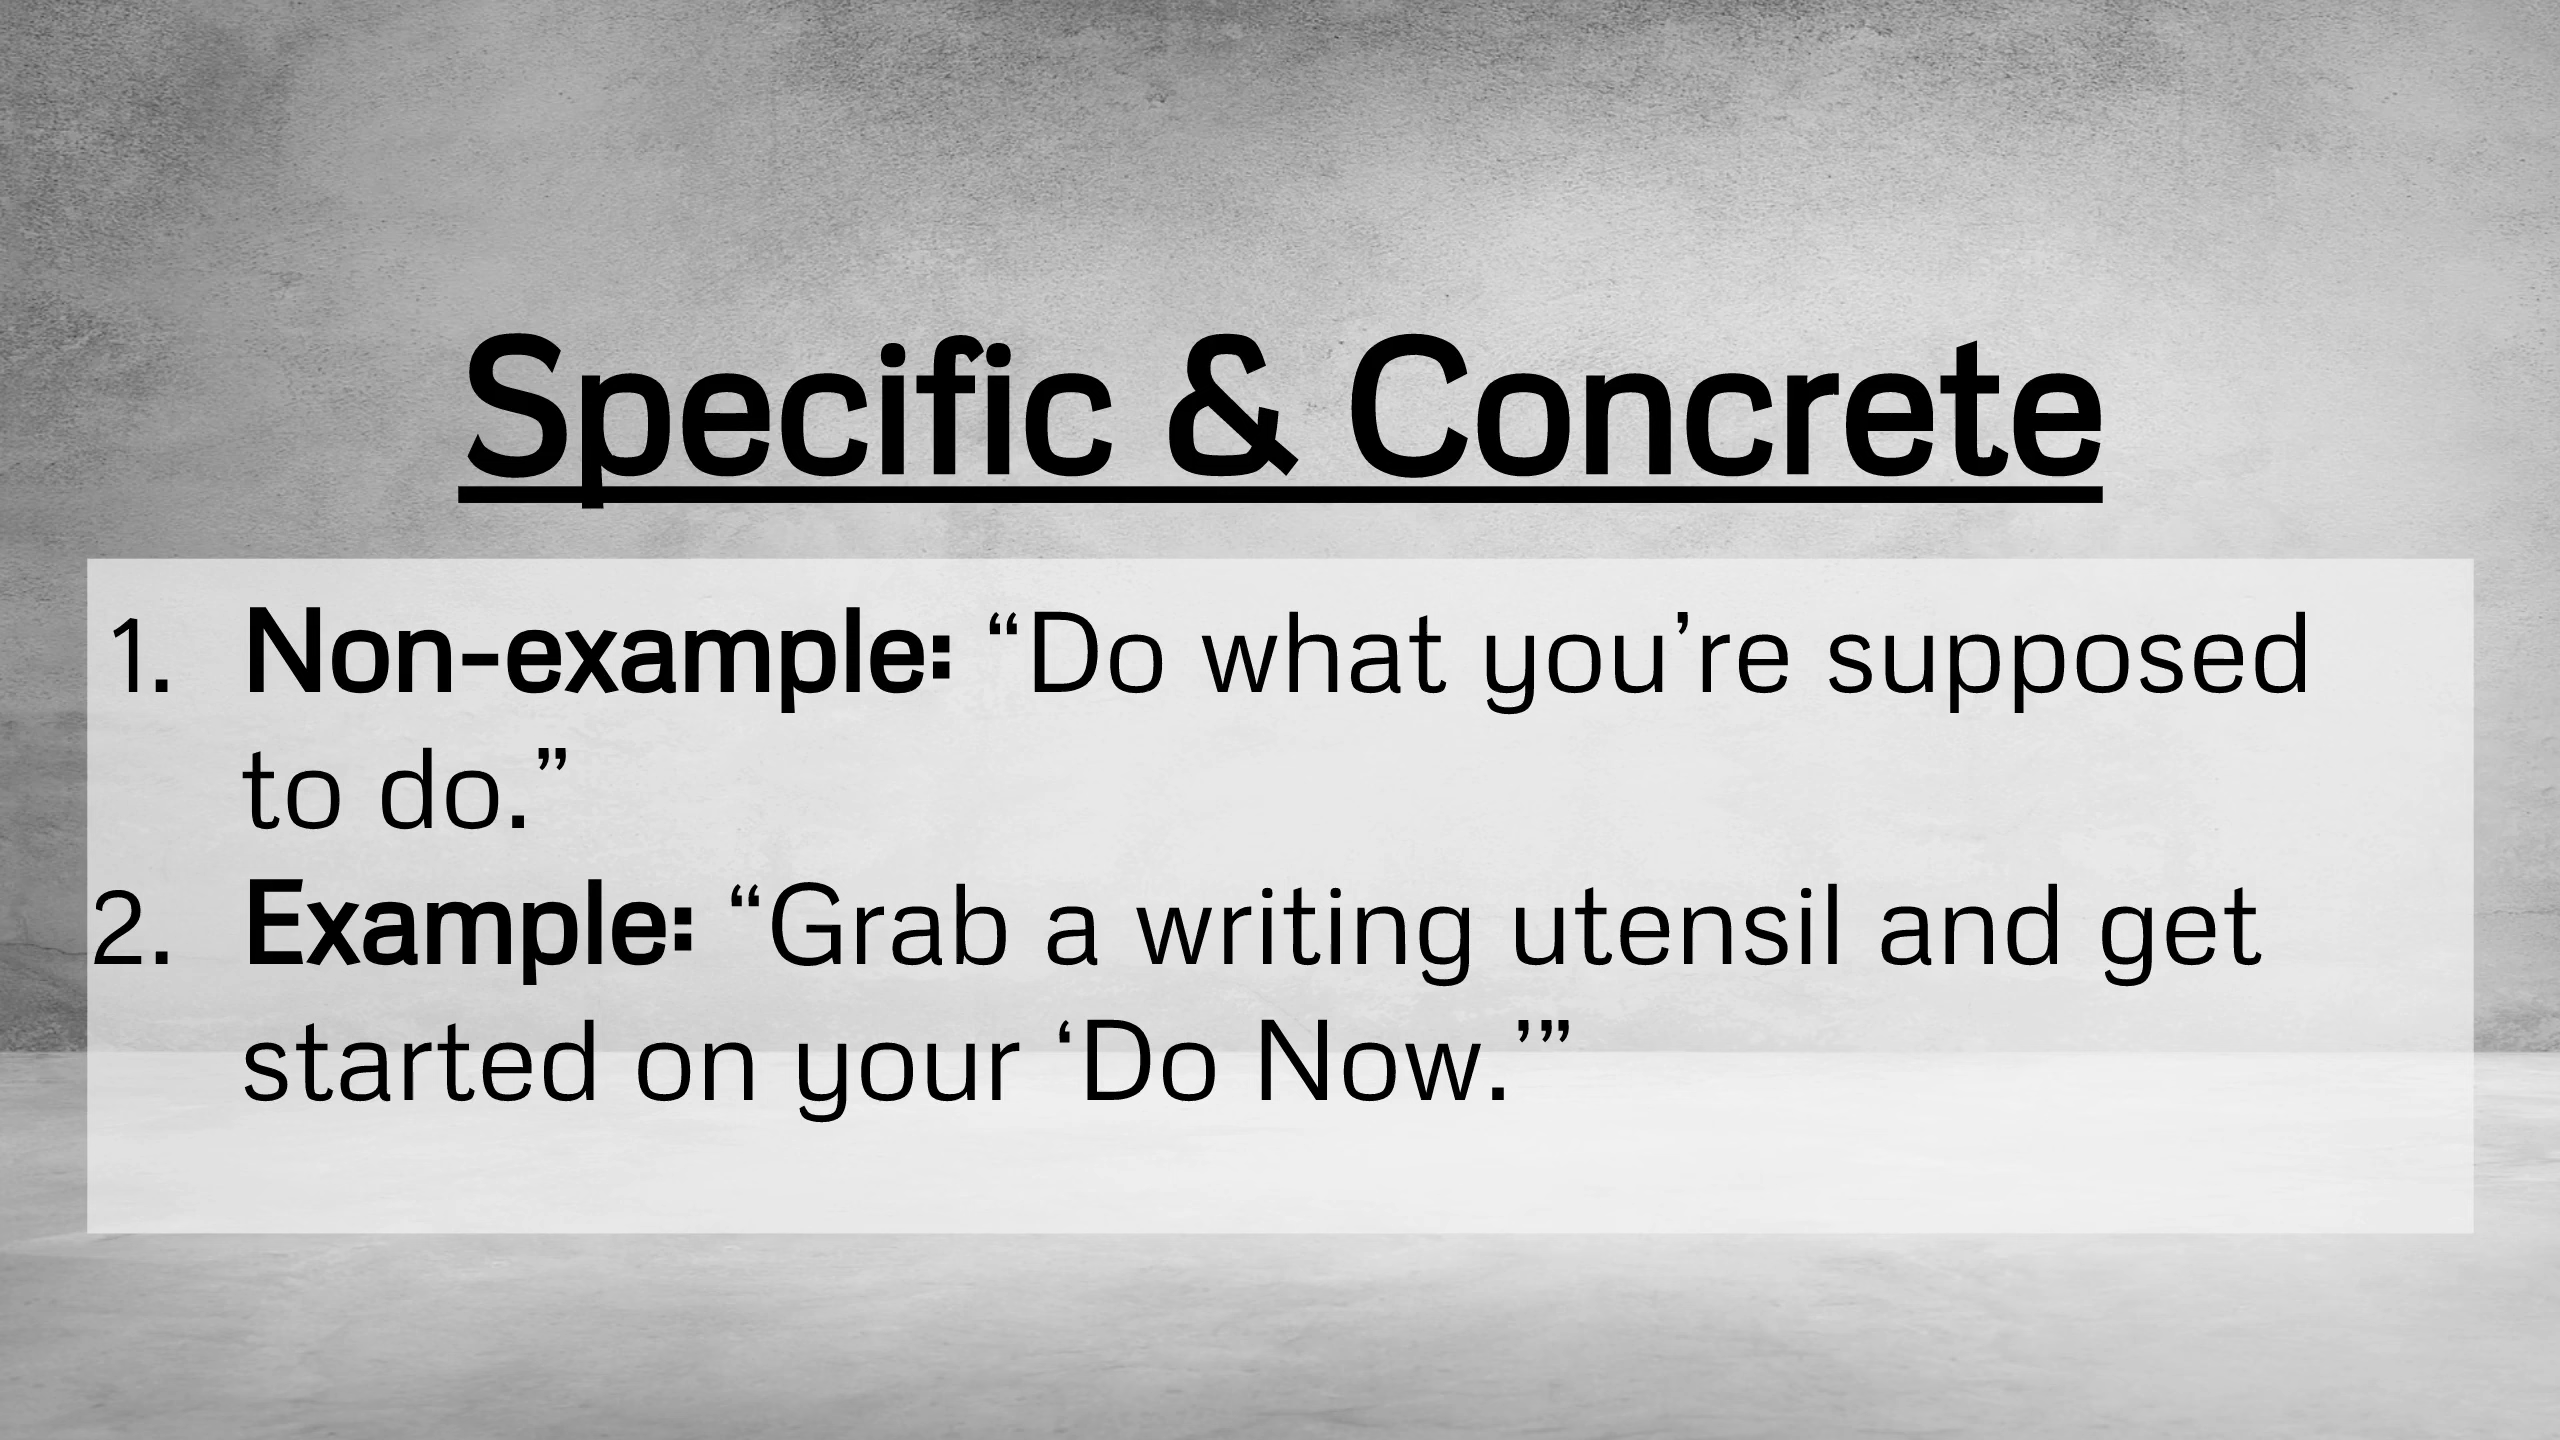 Specific & Concrete
1. Non-example: “Do what you’re supposed
to do.”
2. Example: “Grab a writing utensil and get
started on your ‘Do Now.’”